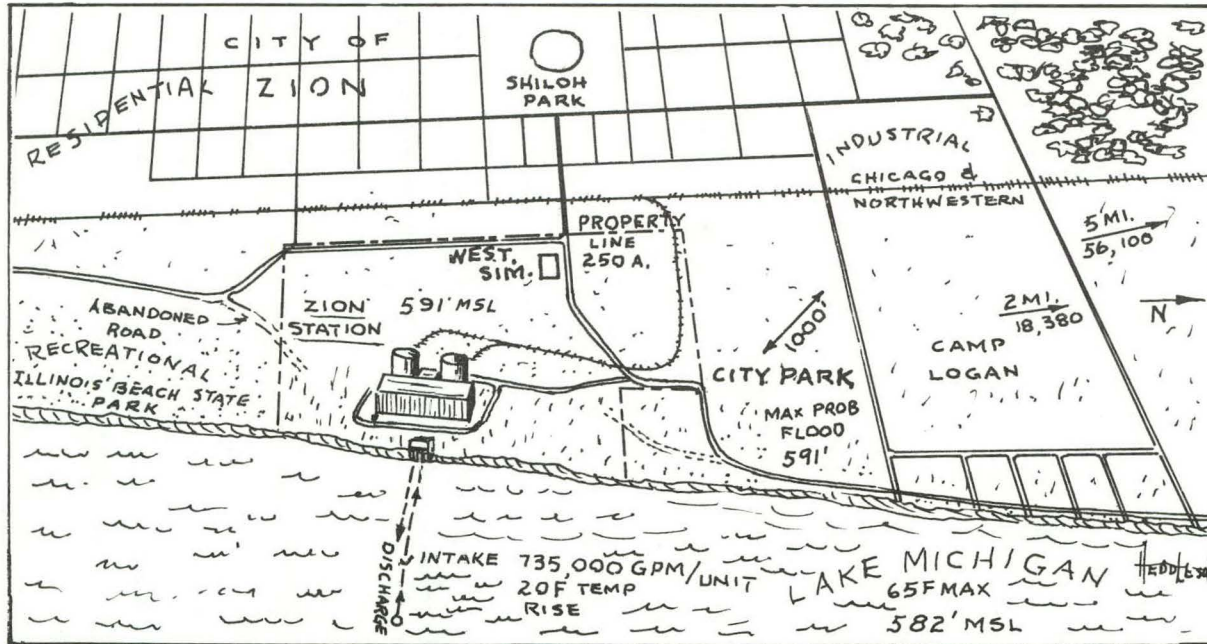 CITY OF
RESIDENTIAL ZION
SHILOH
PARK
INDUSTRIAL
CHICAGO &
NORTHWESTERN
5 MI.
56,100
PROPERTY
LINE
250 A.
WEST.
SIM.
ZION
STATION
591' MSL
ABANDONED
ROAD
RECREATIONAL
ILLINOIS BEACH STATE
PARK
1000'
CITY PARK
MAX PROB
FLOOD
591'
2 MI.
18,380
CAMP
LOGAN
N
DISCHARGE
INTAKE 735,000 GPM/UNIT
20F TEMP
RISE
LAKE MICHIGAN
65F MAX
582' MSL